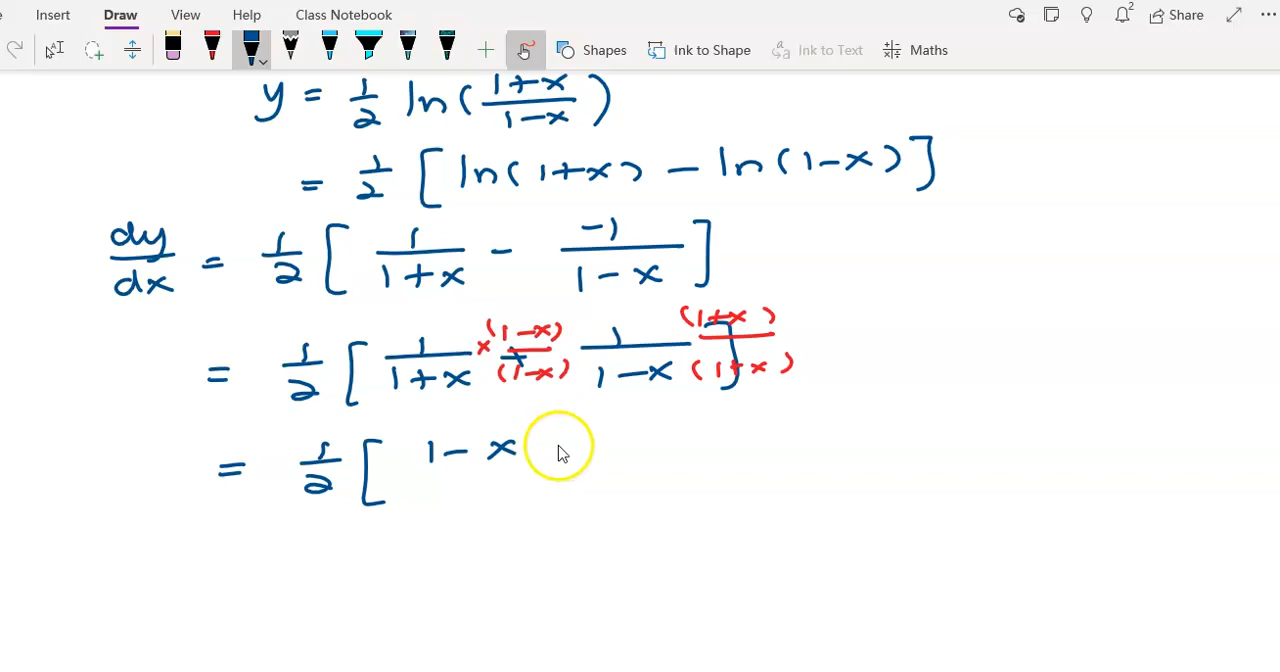 Insert Draw View Help Class Notebook 2 Share
Shapes Ink to Shape Ink to Text Maths
y = 1/2 ln(1+x/1-x)
= 1/2 [ln(1+x) - ln(1-x)]
dy/dx = 1/2 [1/1+x - -1/1-x]
= 1/2 [1/1+x × (1-x)/(1-x) + 1/1-x (1+x)/(1+x)]
= 1/2 [1-x